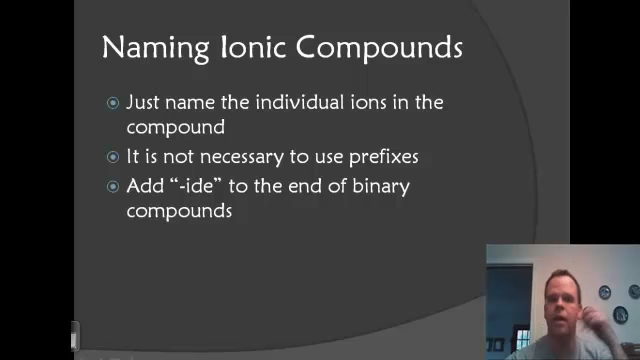 Naming Ionic Compounds
Just name the individual ions in the
compound
It is not necessary to use prefixes
Add “-ide” to the end of binary
compounds